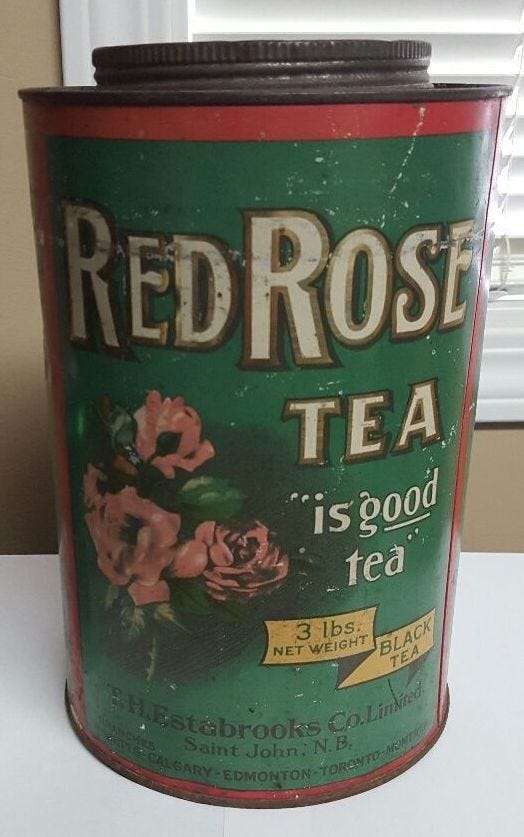 RED ROSE
TEA
"is good
tea"
3 lbs.
NET WEIGHT
BLACK
TEA
T.H. Estabrooks Co. Limited.
Saint John, N.B.
BRANCHES
CALGARY - EDMONTON - TORONTO - MONTREAL